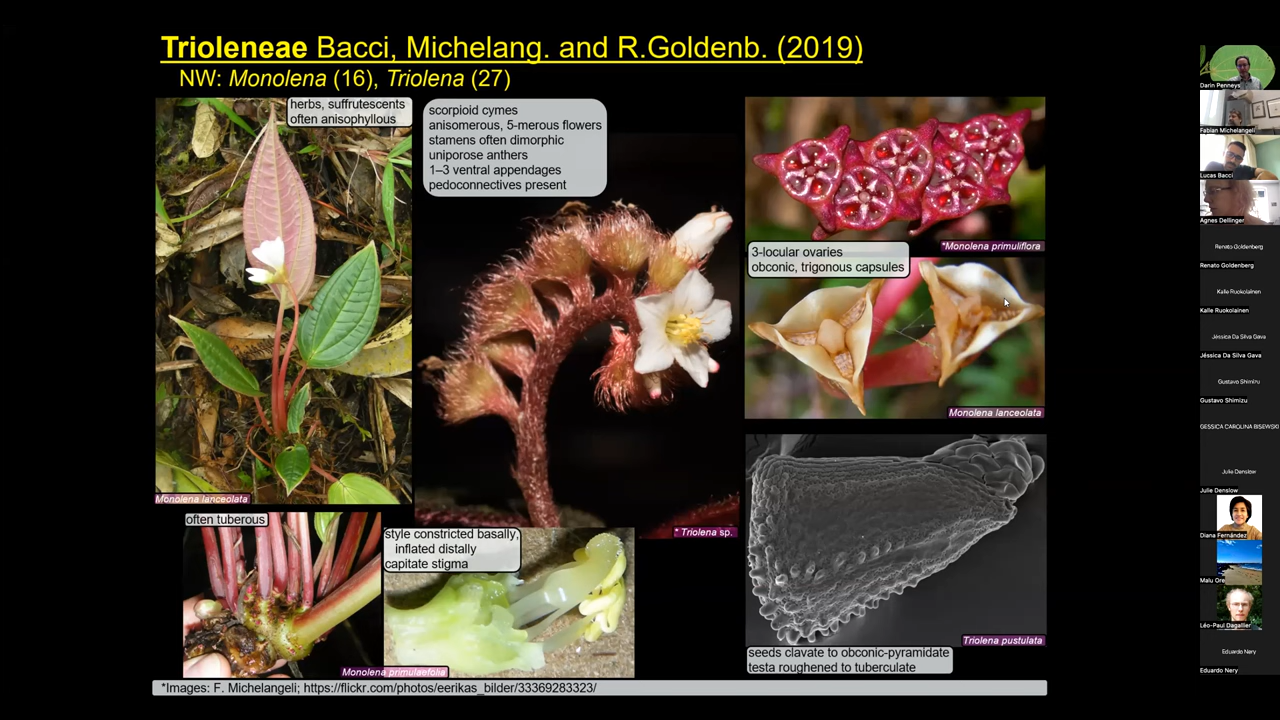 Trioleneae Bacci, Michelang. and R.Goldenb. (2019)
NW: Monolena (16), Triolena (27)
herbs, suffrutescents
often anisophyllous
scorpioid cymes
anisomerous, 5-merous flowers
stamens often dimorphic
uniporose anthers
1–3 ventral appendages
pedoconnectives present
*Monolena primuliflora
3-locular ovaries
obconic, trigonous capsules
Monolena lanceolata
Monolena lanceolata
often tuberous
* Triolena sp.
style constricted basally,
inflated distally
capitate stigma
Monolena primulaefolia
Triolena pustulata
seeds clavate to obconic-pyramidate
testa roughened to tuberculate
*Images: F. Michelangeli; https://flickr.com/photos/eerikas_bilder/33369283323/
Darin Penneys
Fabian Michelangeli
Lucas Bacci
Agnes Dellinger
Renato Goldenberg
Renato Goldenberg
Kalle Ruokolainen
Kalle Ruokolainen
Jéssica Da Silva Gava
Jéssica Da Silva Gava
Gustavo Shimizu
Gustavo Shimizu
GESSICA CAROLINA BISEWSKI
Julie Denslow
Julie Denslow
Diana Fernández
Malu Ore
Léo-Paul Dagallier
Eduardo Nery
Eduardo Nery